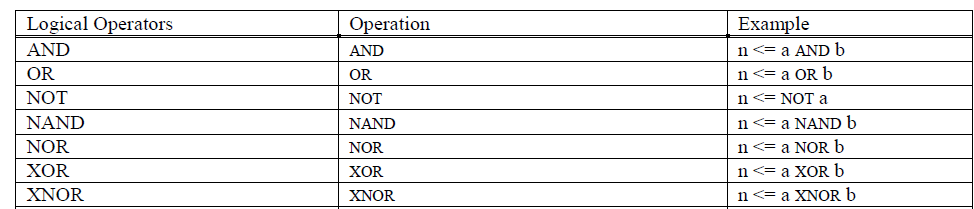 Logical Operators Operation Example
AND AND n <= a AND b
OR OR n <= a OR b
NOT NOT n <= NOT a
NAND NAND n <= a NAND b
NOR NOR n <= a NOR b
XOR XOR n <= a XOR b
XNOR XNOR n <= a XNOR b